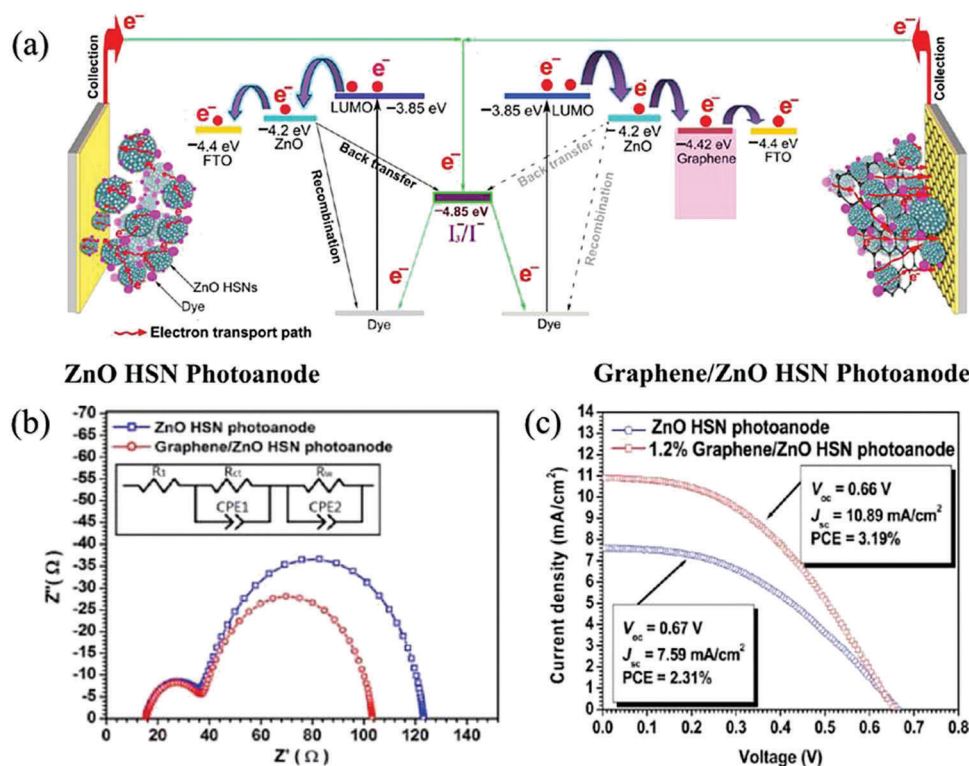 (a)
Collection
e⁻
e⁻
e⁻
e⁻
LUMO
−3.85 eV
−4.2 eV
ZnO
−4.4 eV
FTO
Back transfer
Recombination
e⁻
−4.85 eV
I₃⁻/I⁻
e⁻
e⁻
Dye
Dye
e⁻
−3.85 eV
LUMO
e⁻
−4.2 eV
ZnO
e⁻
−4.42 eV
Graphene
e⁻
−4.4 eV
FTO
Back transfer
Recombination
e⁻
Collection
ZnO HSNs
Dye
Electron transport path
ZnO HSN Photoanode
Graphene/ZnO HSN Photoanode
(b)
ZnO HSN photoanode
Graphene/ZnO HSN photoanode
CPE1
CPE2
Z''(Ω)
-70
-65
-60
-55
-50
-45
-40
-35
-30
-25
-20
-15
-10
-5
0
0 20 40 60 80 100 120 140
Z' (Ω)
(c)
ZnO HSN photoanode
1.2% Graphene/ZnO HSN photoanode
Voc = 0.66 V
Jsc = 10.89 mA/cm²
PCE = 3.19%
Voc = 0.67 V
Jsc = 7.59 mA/cm²
PCE = 2.31%
Current density (mA/cm²)
14
13
12
11
10
9
8
7
6
5
4
3
2
1
0
0.0 0.1 0.2 0.3 0.4 0.5 0.6 0.7 0.8
Voltage (V)